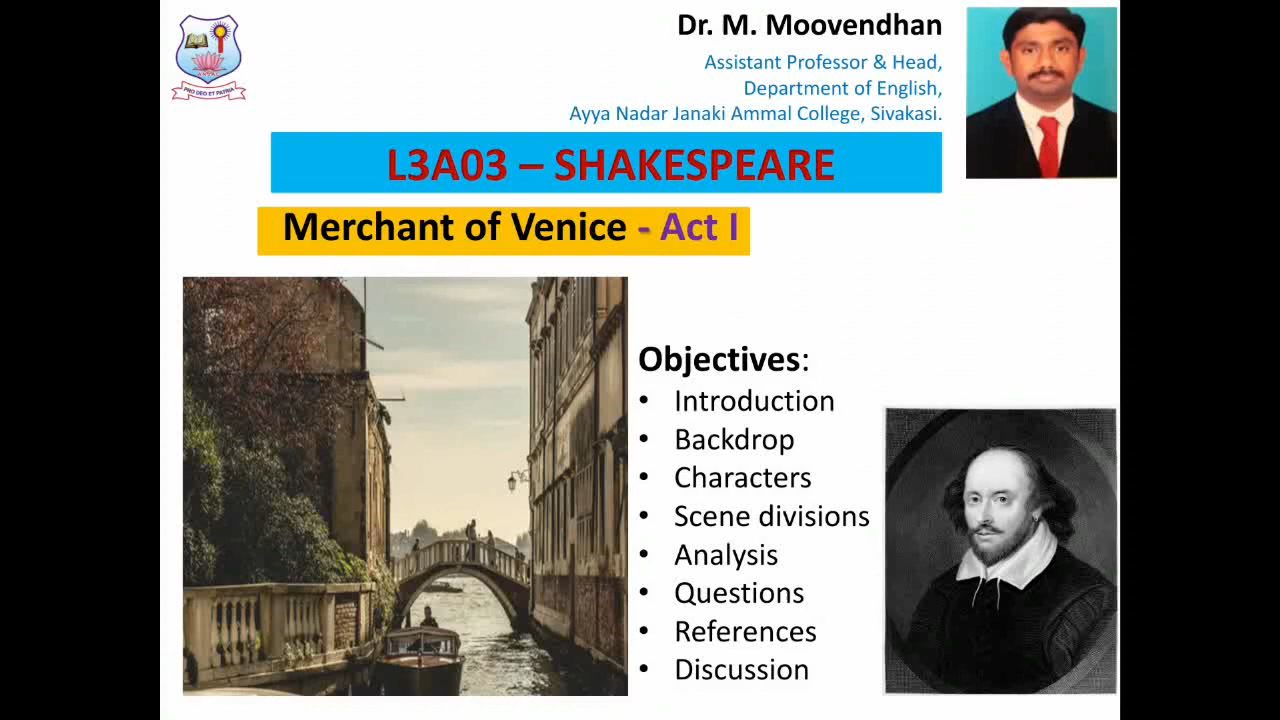 Dr. M. Moovendhan
Assistant Professor & Head,
Department of English,
Ayya Nadar Janaki Ammal College, Sivakasi.
L3A03 – SHAKESPEARE
Merchant of Venice - Act I
Objectives:
• Introduction
• Backdrop
• Characters
• Scene divisions
• Analysis
• Questions
• References
• Discussion
PRO DEO ET PATRIA